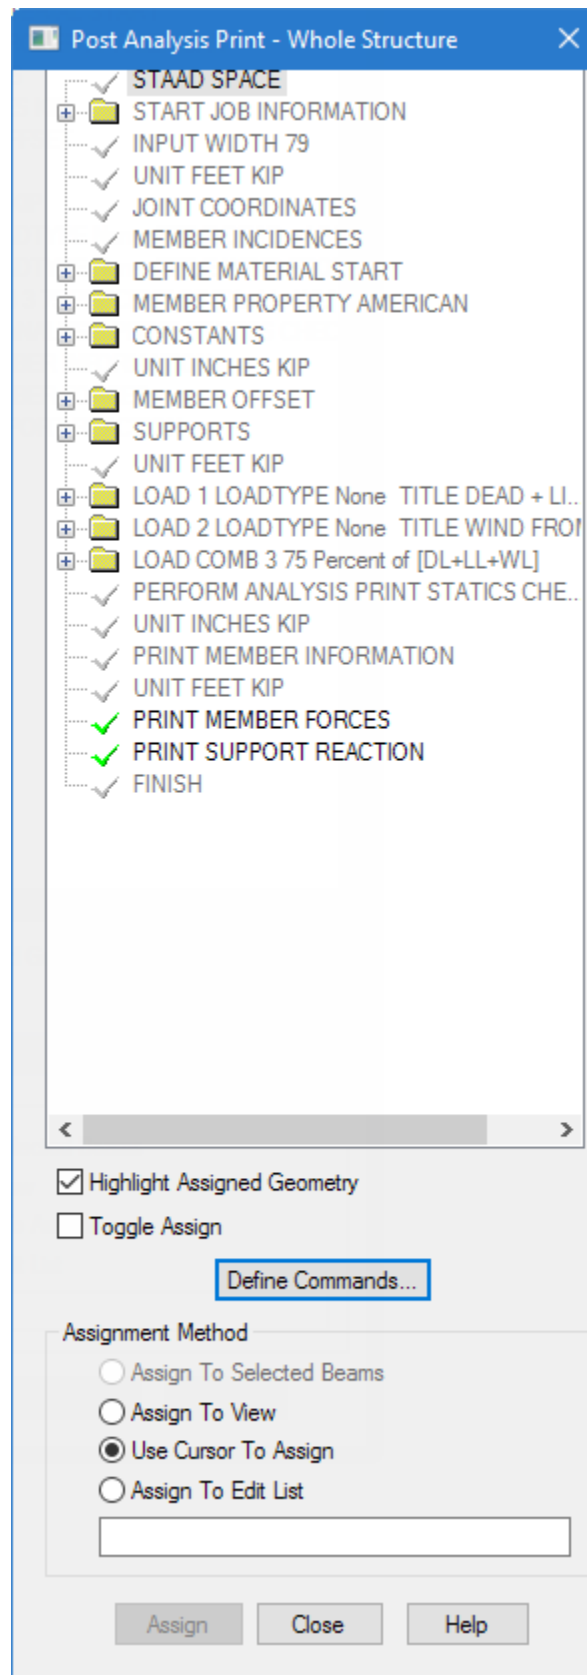 Post Analysis Print - Whole Structure
STAAD SPACE
START JOB INFORMATION
INPUT WIDTH 79
UNIT FEET KIP
JOINT COORDINATES
MEMBER INCIDENCES
DEFINE MATERIAL START
MEMBER PROPERTY AMERICAN
CONSTANTS
UNIT INCHES KIP
MEMBER OFFSET
SUPPORTS
UNIT FEET KIP
LOAD 1 LOADTYPE None  TITLE DEAD + LI..
LOAD 2 LOADTYPE None  TITLE WIND FROM
LOAD COMB 3 75 Percent of [DL+LL+WL]
PERFORM ANALYSIS PRINT STATICS CHE..
UNIT INCHES KIP
PRINT MEMBER INFORMATION
UNIT FEET KIP
PRINT MEMBER FORCES
PRINT SUPPORT REACTION
FINISH
Highlight Assigned Geometry
Toggle Assign
Define Commands...
Assignment Method
Assign To Selected Beams
Assign To View
Use Cursor To Assign
Assign To Edit List
Assign Close Help